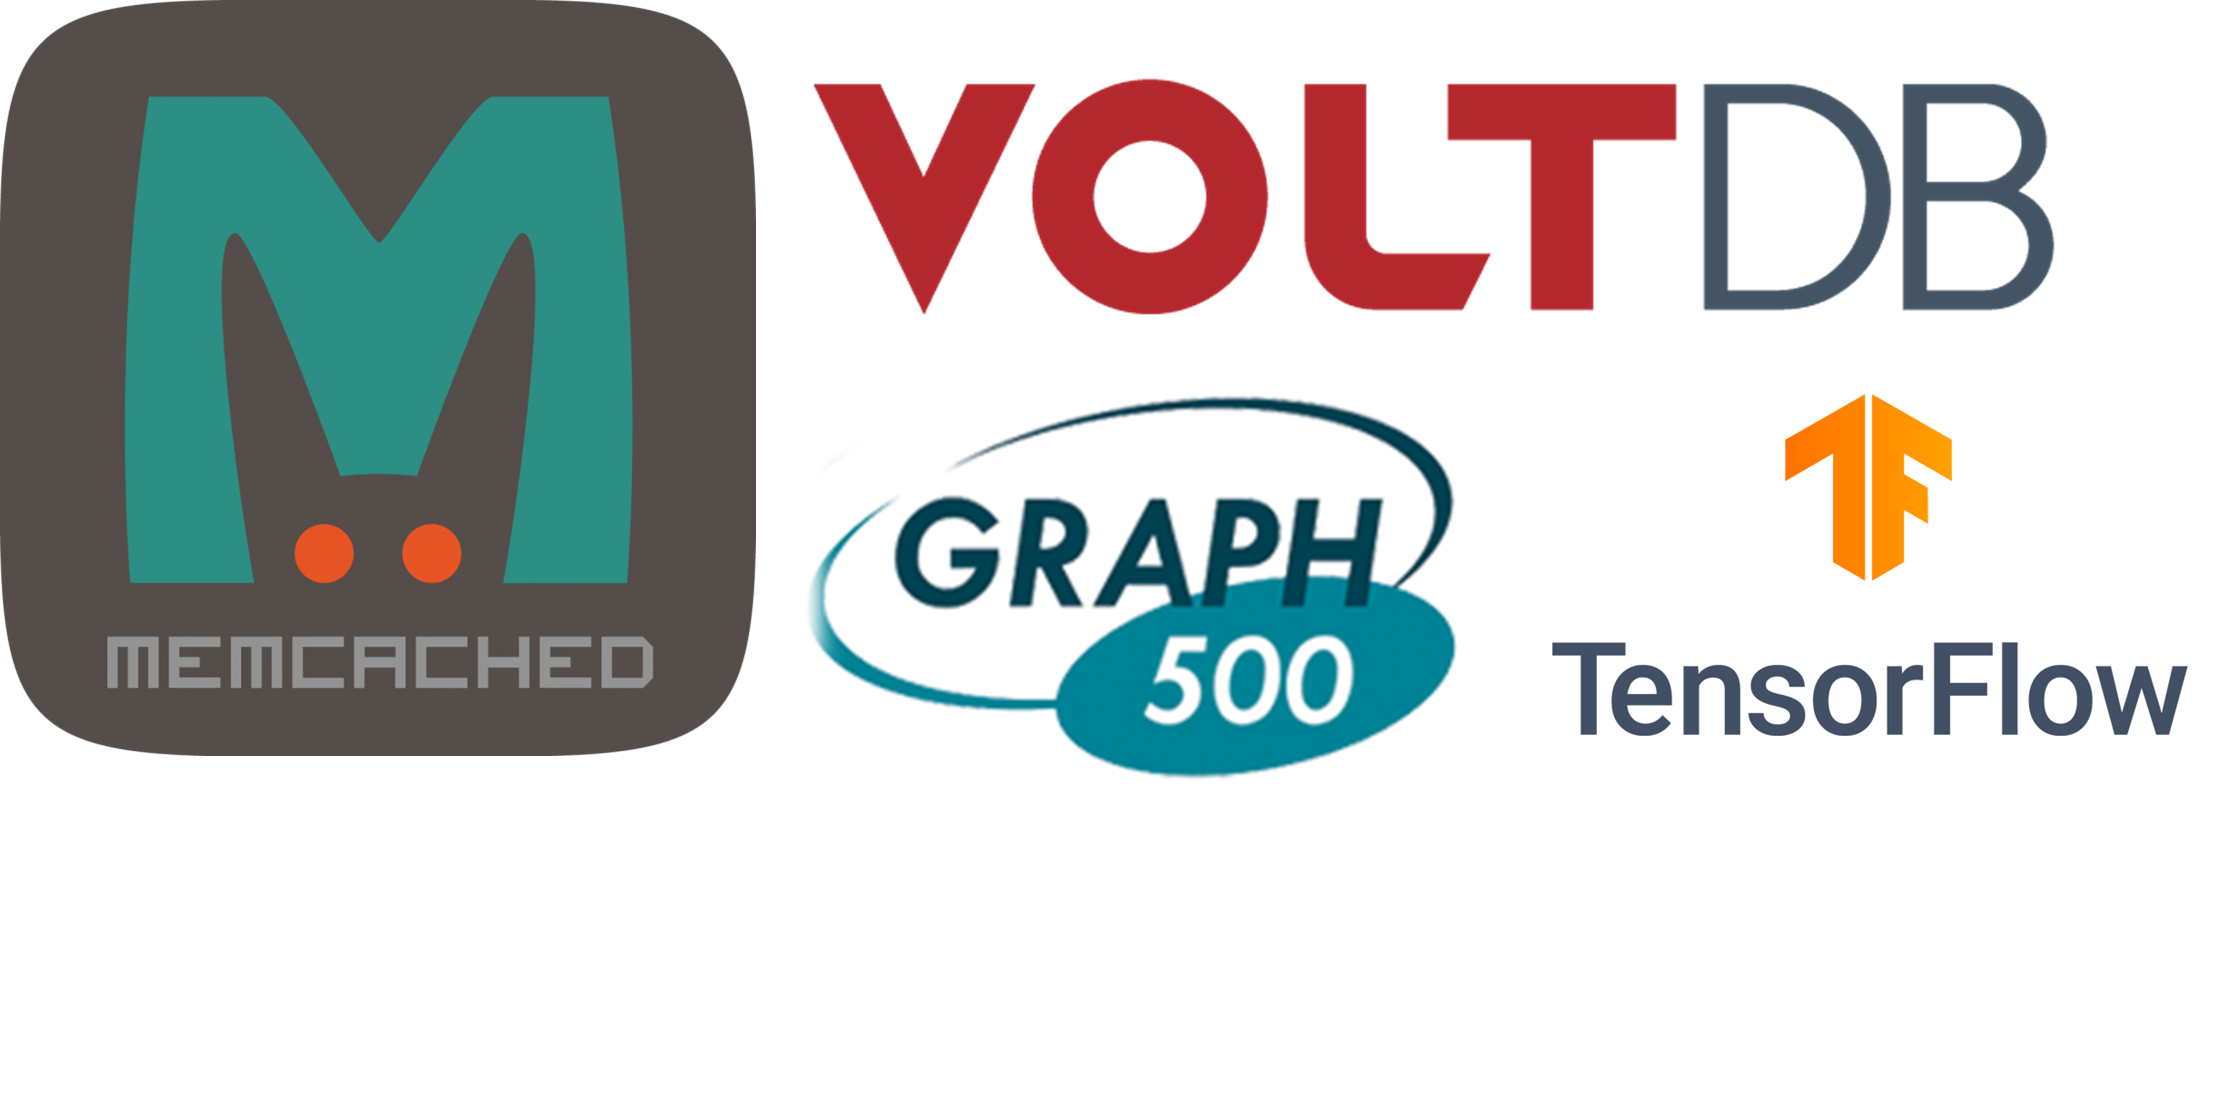 MEMCACHED
VOLTDB
GRAPH
500
TensorFlow